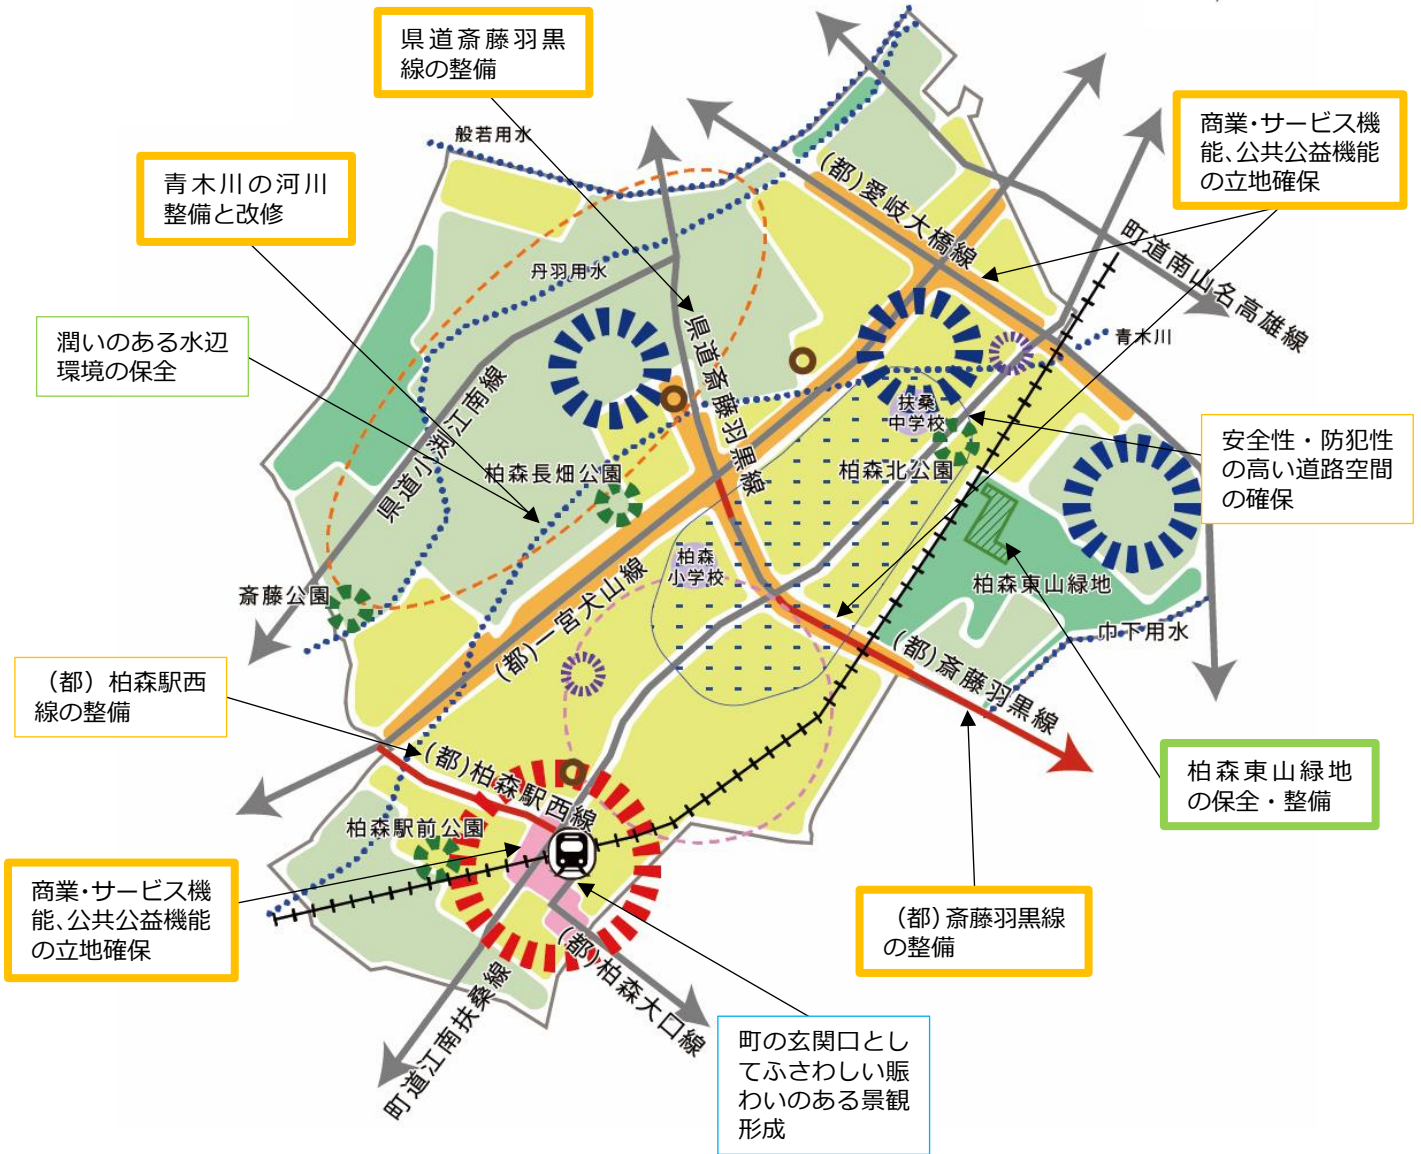 県道斎藤羽黒
線の整備
商業・サービス機
能、公共公益機能
の立地確保
般若用水
青木川の河川
整備と改修
(都)愛岐大橋線
町道南山名高雄線
丹羽用水
潤いのある水辺
環境の保全
県道斎藤羽黒線
青木川
県道小渕江南線
扶桑
中学校
安全性・防犯性
の高い道路空間
の確保
柏森長畑公園
柏森北公園
柏森
小学校
柏森東山緑地
斎藤公園
(都)一宮犬山線
巾下用水
(都)斎藤羽黒線
(都)柏森駅西
線の整備
(都)柏森駅西線
柏森東山緑地
の保全・整備
柏森駅前公園
商業・サービス機
能、公共公益機能
の立地確保
(都)斎藤羽黒線
の整備
(都)柏森大口線
町道江南扶桑線
町の玄関口とし
てふさわしい賑
わいのある景観
形成